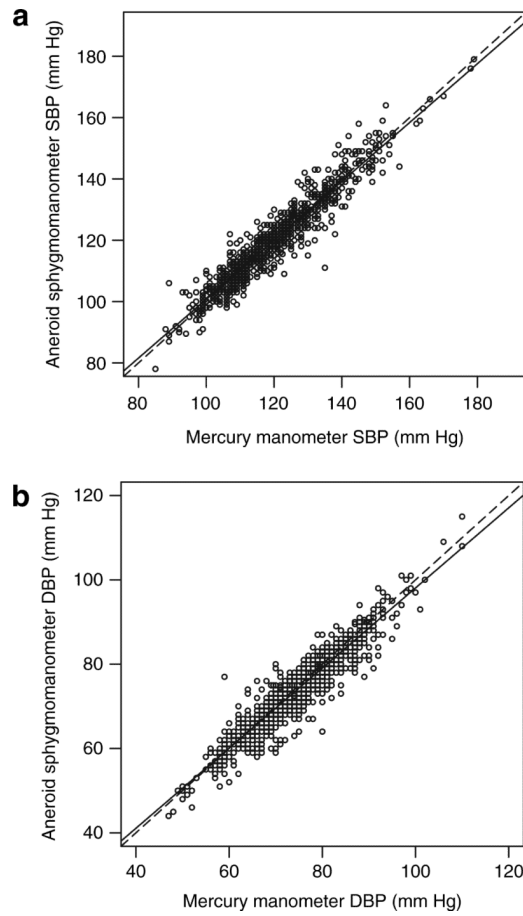 a
180
160
140
120
100
80
Aneroid sphygmomanometer SBP (mm Hg)
80 100 120 140 160 180
Mercury manometer SBP (mm Hg)
b
120
100
80
60
40
Aneroid sphygmomanometer DBP (mm Hg)
40 60 80 100 120
Mercury manometer DBP (mm Hg)